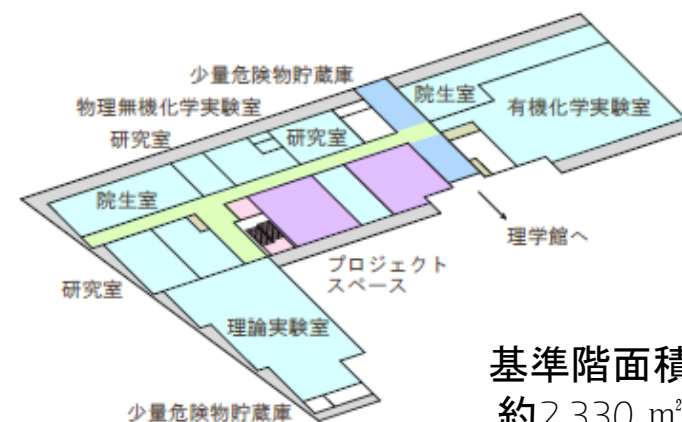 少量危険物貯蔵庫
物理無機化学実験室
研究室
研究室
院生室
有機化学実験室
院生室
理学館へ
プロジェクト
スペース
研究室
理論実験室
少量危険物貯蔵庫
基準階面積
約2,330 ㎡